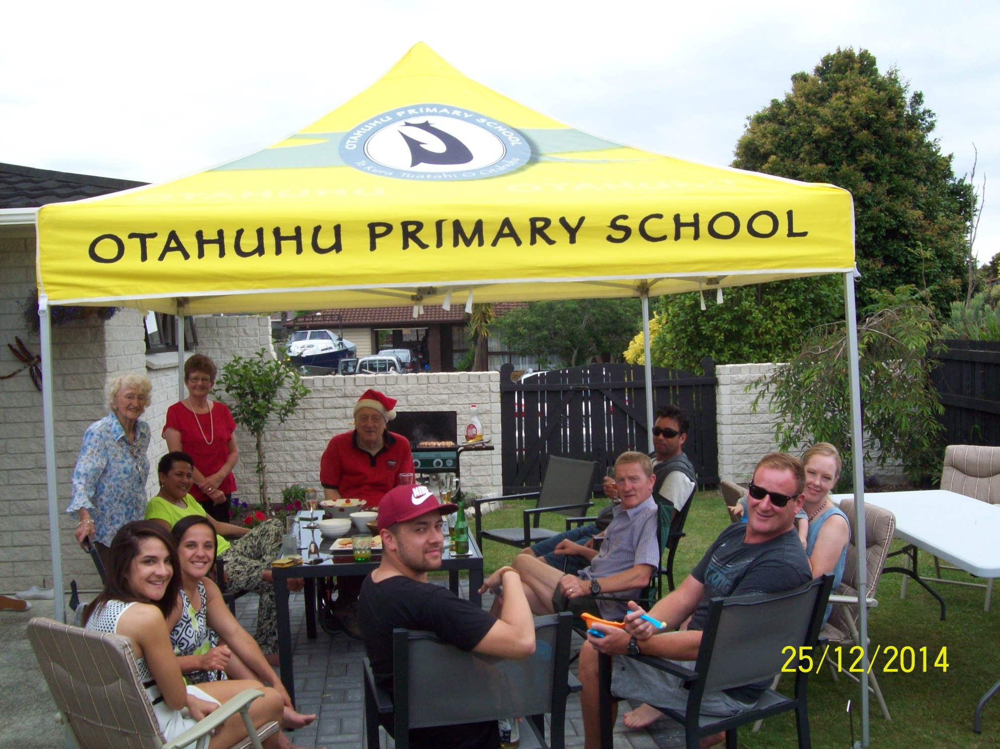 OTAHUHU PRIMARY SCHOOL
Te Kura Tuatahi O Otahuhu
OTAHUHU OTAHUHU
OTAHUHU PRIMARY SCHOOL
NIKE
25/12/2014